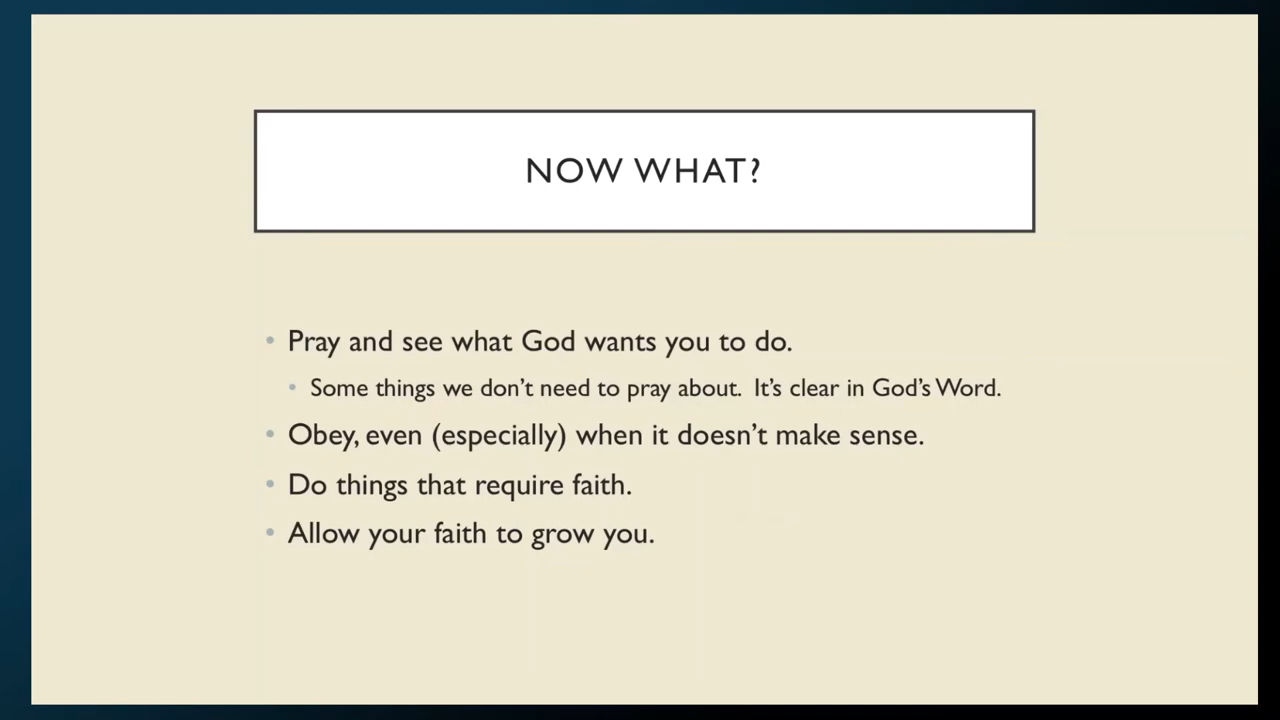 NOW WHAT?
• Pray and see what God wants you to do.
• Some things we don't need to pray about.  It's clear in God's Word.
• Obey, even (especially) when it doesn't make sense.
• Do things that require faith.
• Allow your faith to grow you.